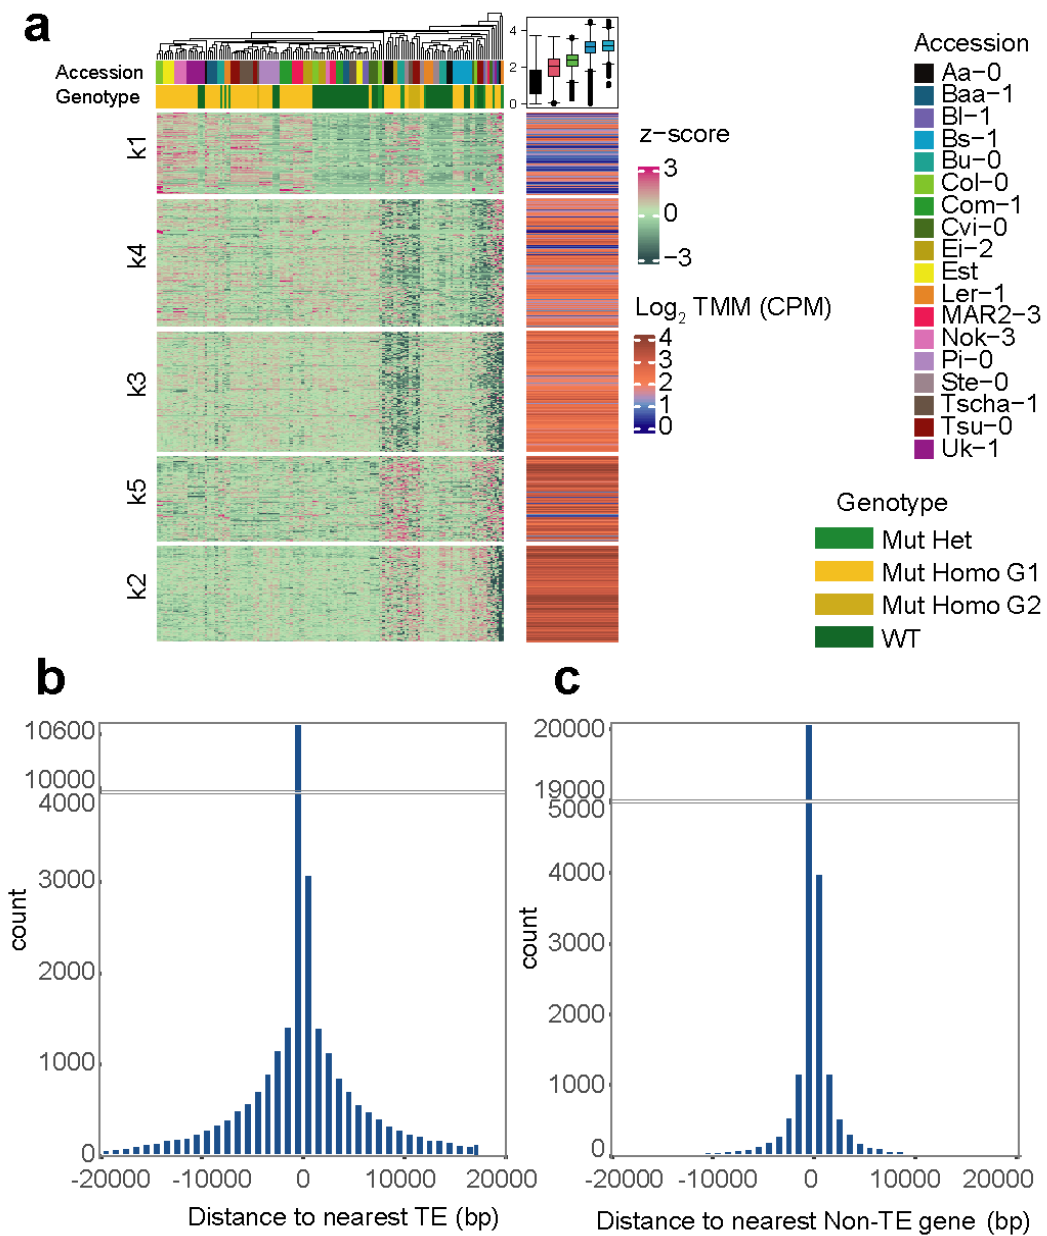 a
Accession
Genotype
4
2
0
k1
k4
k3
k5
k2
z-score
3
0
−3
Log2 TMM (CPM)
4
3
2
1
0
Accession
Aa−0
Baa−1
Bl−1
Bs−1
Bu−0
Col−0
Com−1
Cvi−0
Ei−2
Est
Ler−1
MAR2−3
Nok−3
Pi−0
Ste−0
Tscha−1
Tsu−0
Uk−1
Genotype
Mut Het
Mut Homo G1
Mut Homo G2
WT
b
10600
10000
4000
3000
2000
1000
0
count
-20000 -10000 0 10000 20000
Distance to nearest TE (bp)
c
20000
19000
5000
4000
3000
2000
1000
0
count
-20000 -10000 0 10000 20000
Distance to nearest Non-TE gene (bp)